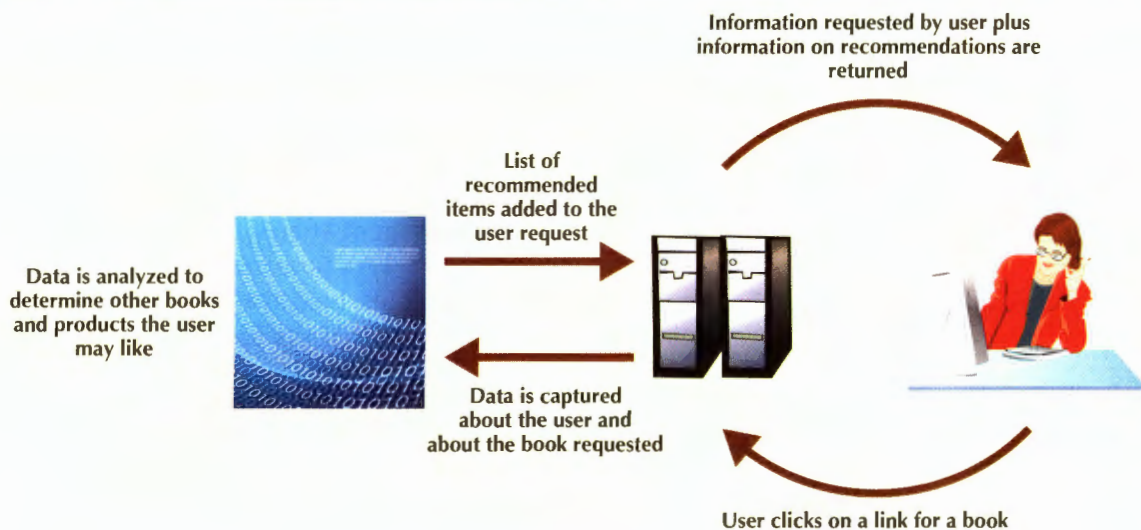 Information requested by user plus
information on recommendations are
returned
List of
recommended
items added to the
user request
Data is analyzed to
determine other books
and products the user
may like
Data is captured
about the user and
about the book requested
User clicks on a link for a book